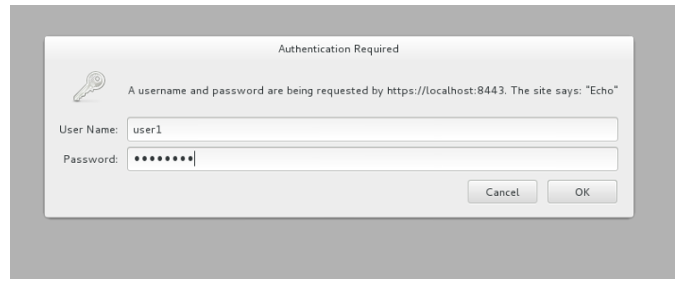 Authentication Required
A username and password are being requested by https://localhost:8443. The site says: "Echo"
User Name: user1
Password: ••••••••
Cancel OK